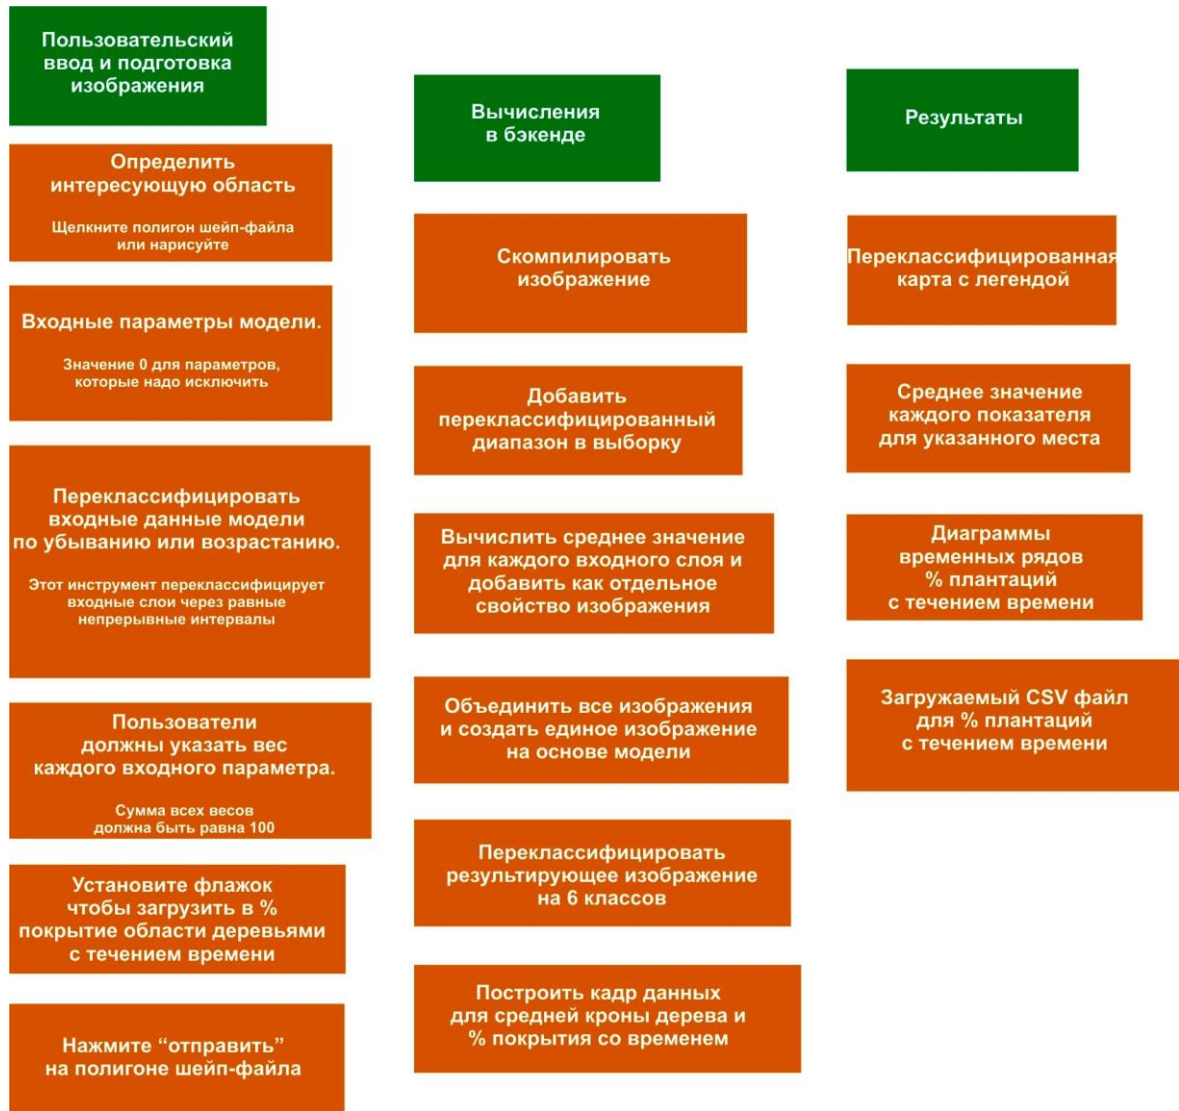 Пользовательский
ввод и подготовка
изображения
Определить
интересующую область
Щелкните полигон шейп-файла
или нарисуйте
Входные параметры модели.
Значение 0 для параметров,
которые надо исключить
Переклассифицировать
входные данные модели
по убыванию или возрастанию.
Этот инструмент переклассифицирует
входные слои через равные
непрерывные интервалы
Пользователи
должны указать вес
каждого входного параметра.
Сумма всех весов
должна быть равна 100
Установите флажок
чтобы загрузить в %
покрытие области деревьями
с течением времени
Нажмите “отправить”
на полигоне шейп-файла
Вычисления
в бэкенде
Скомпилировать
изображение
Добавить
переклассифицированный
диапазон в выборку
Вычислить среднее значение
для каждого входного слоя и
добавить как отдельное
свойство изображения
Объединить все изображения
и создать единое изображение
на основе модели
Переклассифицировать
результирующее изображение
на 6 классов
Построить кадр данных
для средней кроны дерева и
% покрытия со временем
Результаты
Переклассифицированная
карта с легендой
Среднее значение
каждого показателя
для указанного места
Диаграммы
временных рядов
% плантаций
с течением времени
Загружаемый CSV файл
для % плантаций
с течением времени